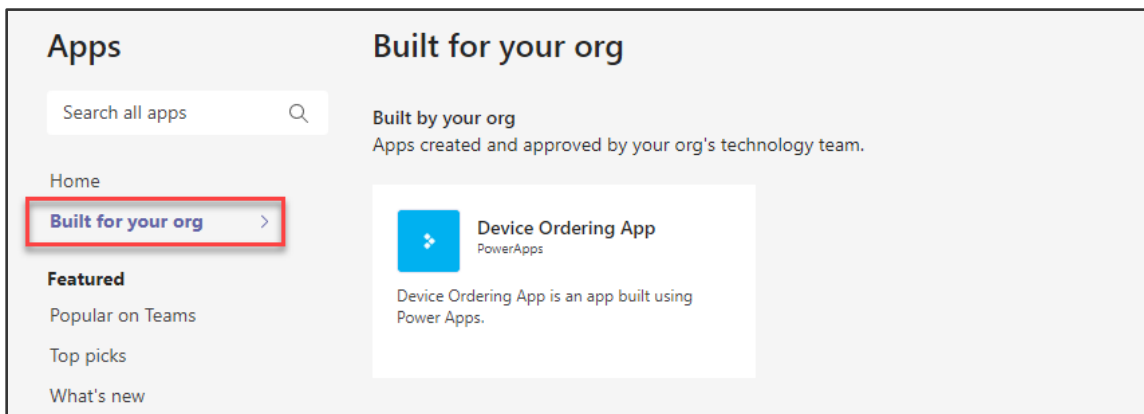 Apps
Search all apps
Home
Built for your org
Featured
Popular on Teams
Top picks
What's new
Built for your org
Built by your org
Apps created and approved by your org's technology team.
Device Ordering App
PowerApps
Device Ordering App is an app built using
Power Apps.